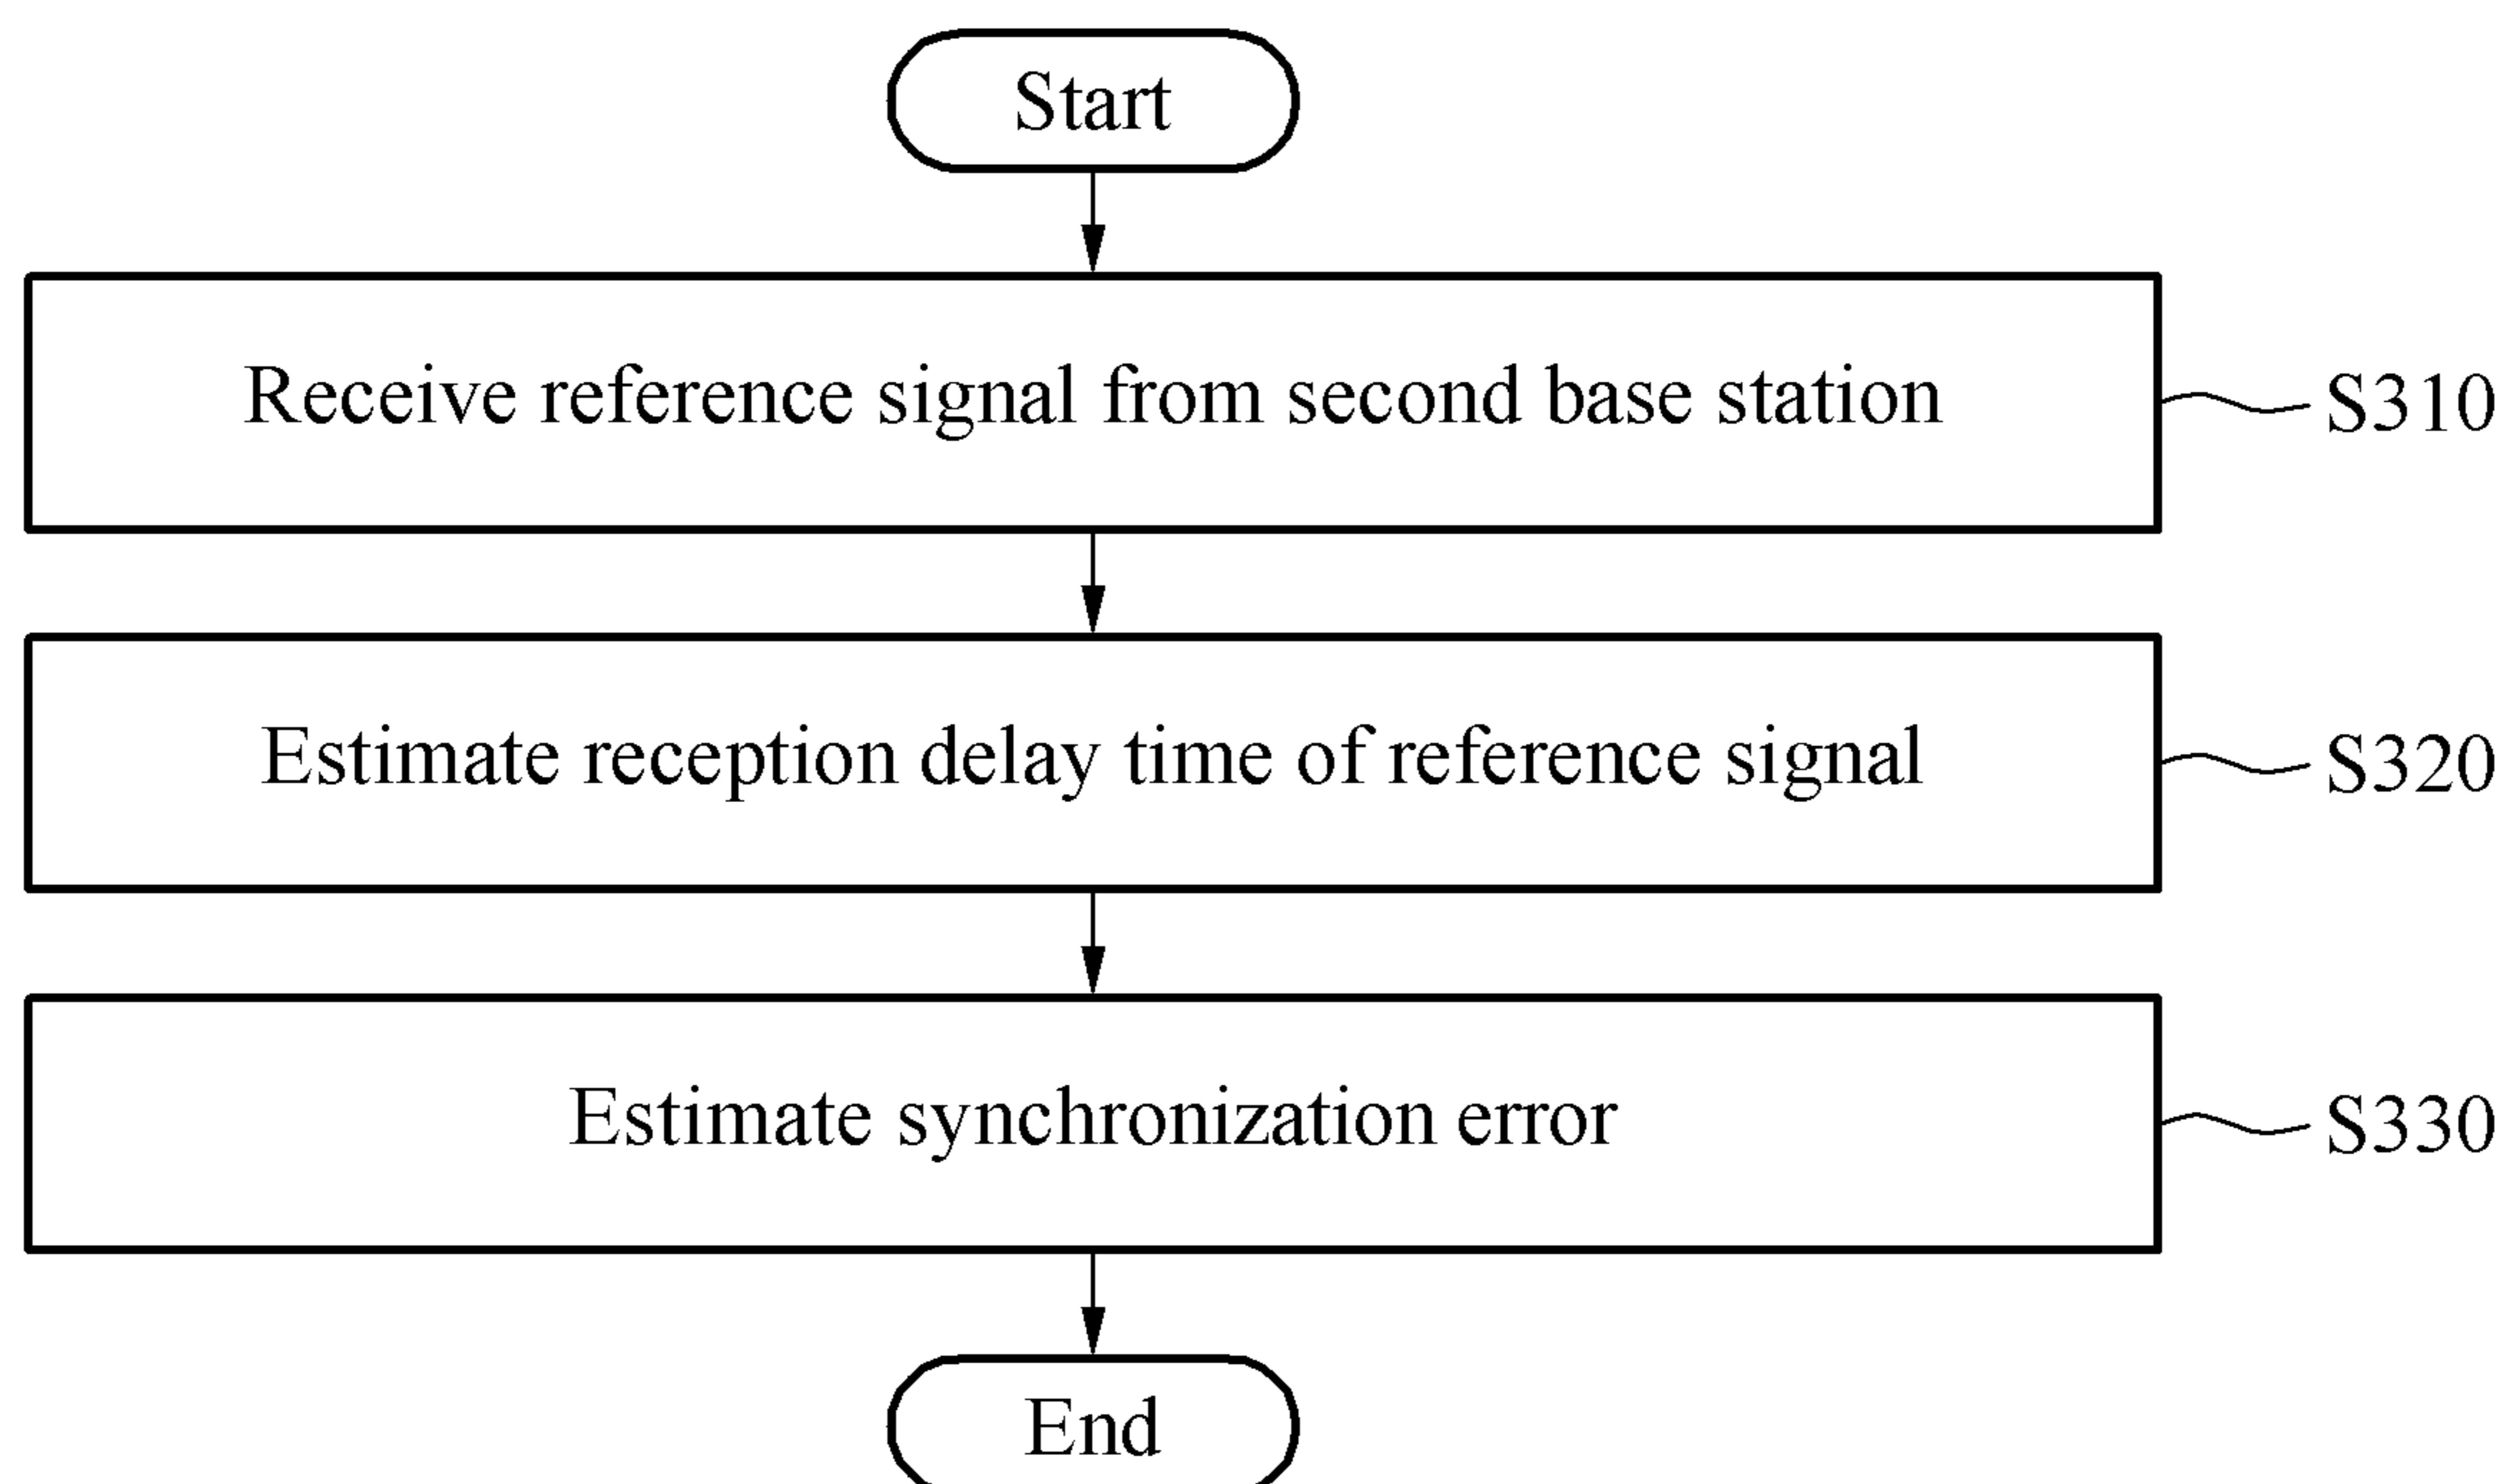 Start
Receive reference signal from second base station
S310
Estimate reception delay time of reference signal
S320
Estimate synchronization error
S330
End